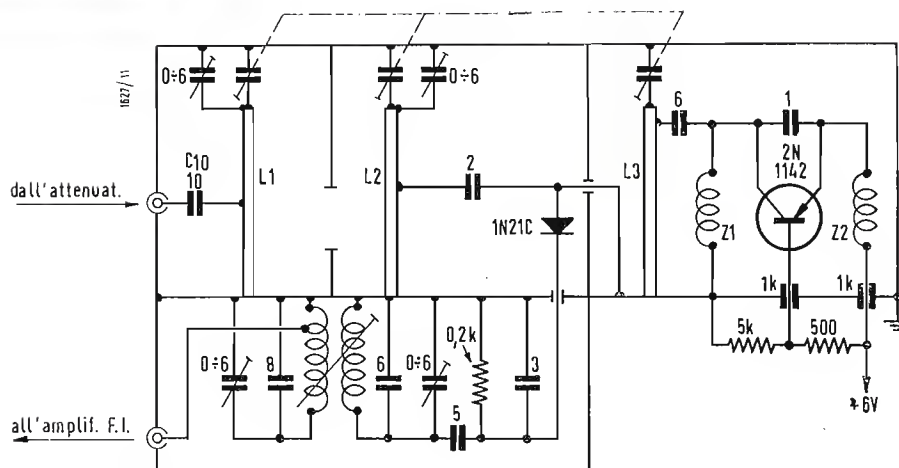 1627/11
0÷6
0÷6
6
1
2N
1142
C10
10
L1
L2
2
L3
dall'attenuat.
1N21C
Z1
Z2
1k
1k
0÷6
8
6
0÷6
0,2k
5
3
5k
500
+6V
all'amplif. F.I.